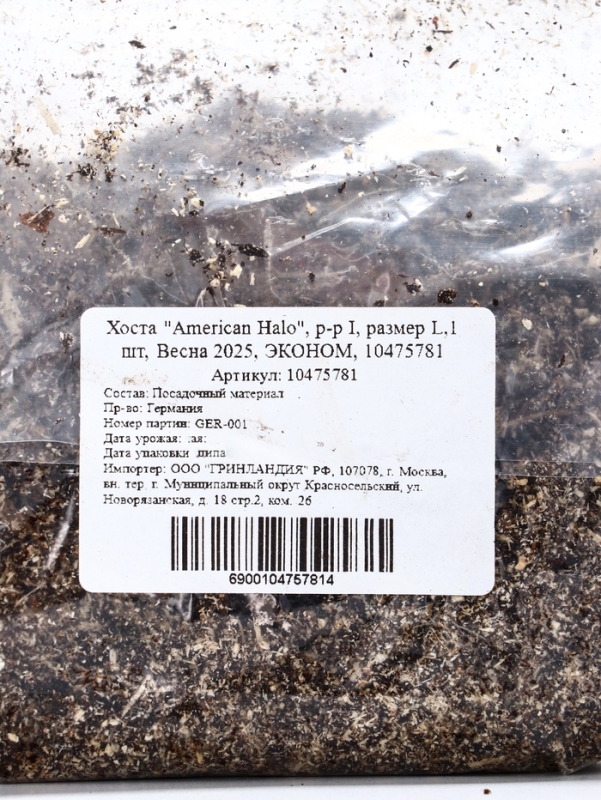 Хоста "American Halo", р-р I, размер L,1
шт, Весна 2025, ЭКОНОМ, 10475781
Артикул: 10475781
Состав: Посадочный материал
Пр-во: Германия
Номер партии: GER-001
Дата урожая: .ая:
Дата упаковки
Импортер: ООО "ГРИНЛАНДИЯ" РФ, 107078, г. Москва,
вн. тер. г. Муниципальный округ Красносельский, ул.
Новорязанская, д. 18 стр.2, ком. 26
6900104757814